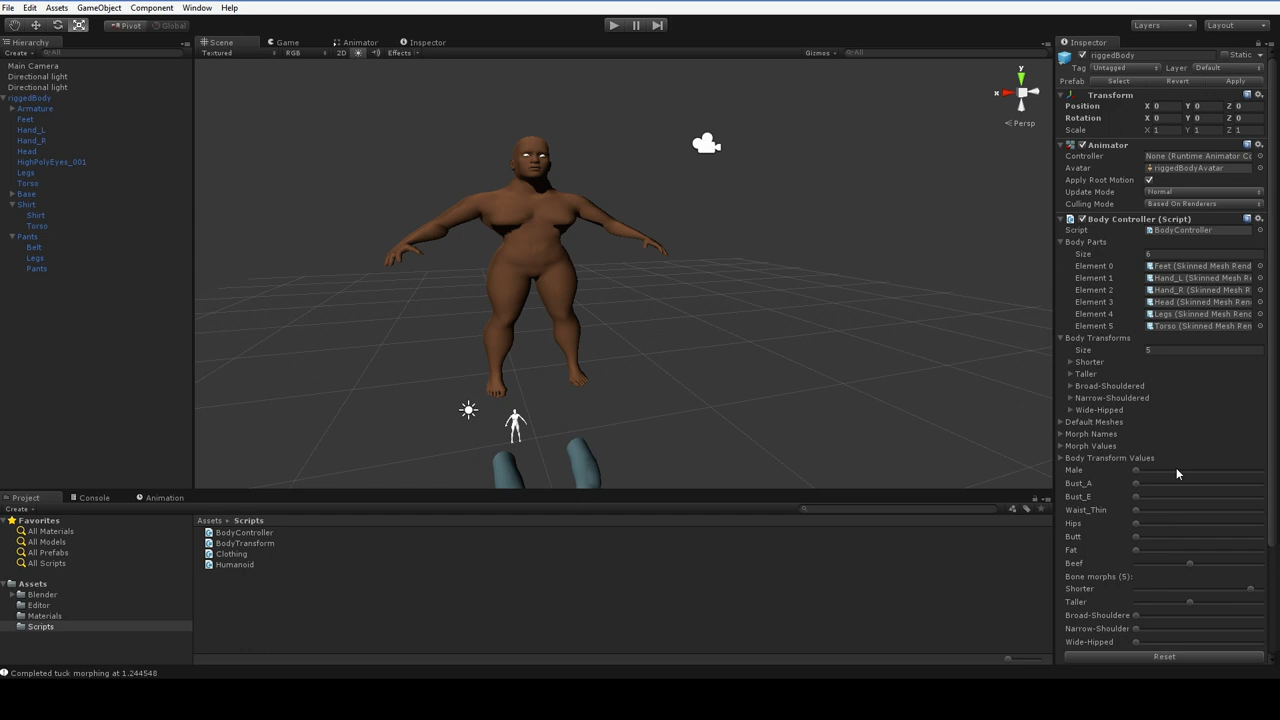 File Edit Assets GameObject Component Window Help
Pivot Global Layers Layout
Hierarchy
Create All
Main Camera
Directional light
Directional light
riggedBody
Armature
Feet
Hand_L
Hand_R
Head
HighPolyEyes_001
Legs
Torso
Base
Shirt
Shirt
Torso
Pants
Belt
Legs
Pants
Scene Game Animator Inspector
Textured RGB 2D Effects Gizmos All
y
x
Persp
Inspector
riggedBody Static
Tag Untagged Layer Default
Prefab Select Revert Apply
Transform
Position X 0 Y 0 Z 0
Rotation X 0 Y 0 Z 0
Scale X 1 Y 1 Z 1
Animator
Controller None (Runtime Animator Co
Avatar riggedBodyAvatar
Apply Root Motion
Update Mode Normal
Culling Mode Based On Renderers
Body Controller (Script)
Script BodyController
Body Parts
Size 6
Element 0 Feet (Skinned Mesh Rend
Element 1 Hand_L (Skinned Mesh Re
Element 2 Hand_R (Skinned Mesh R
Element 3 Head (Skinned Mesh Rend
Element 4 Legs (Skinned Mesh Rend
Element 5 Torso (Skinned Mesh Ren
Body Transforms
Size 5
Shorter
Taller
Broad-Shouldered
Narrow-Shouldered
Wide-Hipped
Default Meshes
Morph Names
Morph Values
Body Transform Values
Male
Bust_A
Bust_E
Waist_Thin
Hips
Butt
Fat
Beef
Bone morphs (5):
Shorter
Taller
Broad-Shouldere
Narrow-Shoulder
Wide-Hipped
Reset
Project Console Animation
Create
Favorites
All Materials
All Models
All Prefabs
All Scripts
Assets
Blender
Editor
Materials
Scripts
Assets Scripts
BodyController
BodyTransform
Clothing
Humanoid
Completed tuck morphing at 1.244548